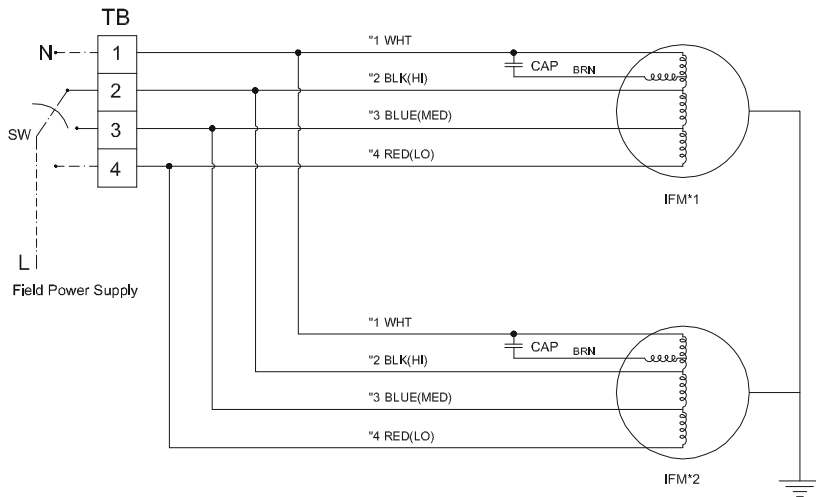 TB
N
1
"1 WHT
CAP
BRN
2
"2 BLK(HI)
SW
3
"3 BLUE(MED)
4
"4 RED(LO)
IFM*1
L
Field Power Supply
"1 WHT
CAP
BRN
"2 BLK(HI)
"3 BLUE(MED)
"4 RED(LO)
IFM*2